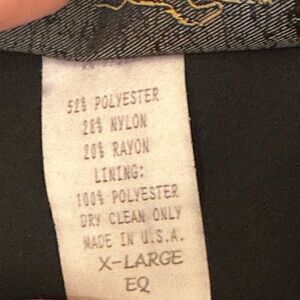 52% POLYESTER
28% NYLON
20% RAYON
LINING:
100% POLYESTER
DRY CLEAN ONLY
MADE IN U.S.A.
X-LARGE
EQ